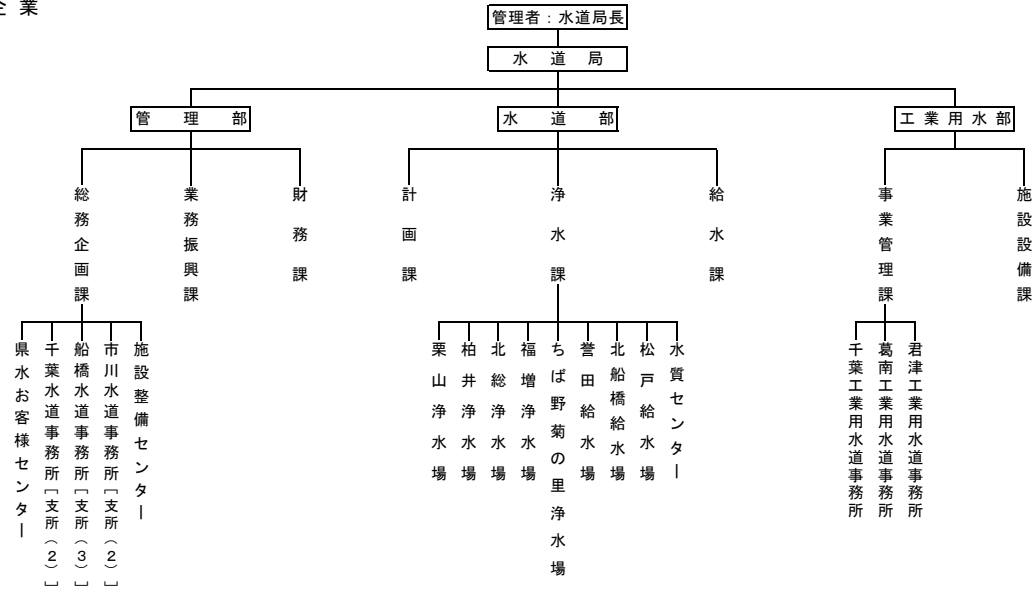 企 業
管理者：水道局長
水 道 局
管 理 部
水 道 部
工 業 用 水 部
総務企画課
業務振興課
財務課
計画課
浄水課
給水課
事業管理課
施設設備課
県水お客様センター
千葉水道事務所［支所（２）］
船橋水道事務所［支所（３）］
市川水道事務所［支所（２）］
施設整備センター
栗山浄水場
柏井浄水場
北総浄水場
福増浄水場
ちば野菊の里浄水場
誉田給水場
北船橋給水場
松戸給水場
水質センター
千葉工業用水道事務所
葛南工業用水道事務所
君津工業用水道事務所